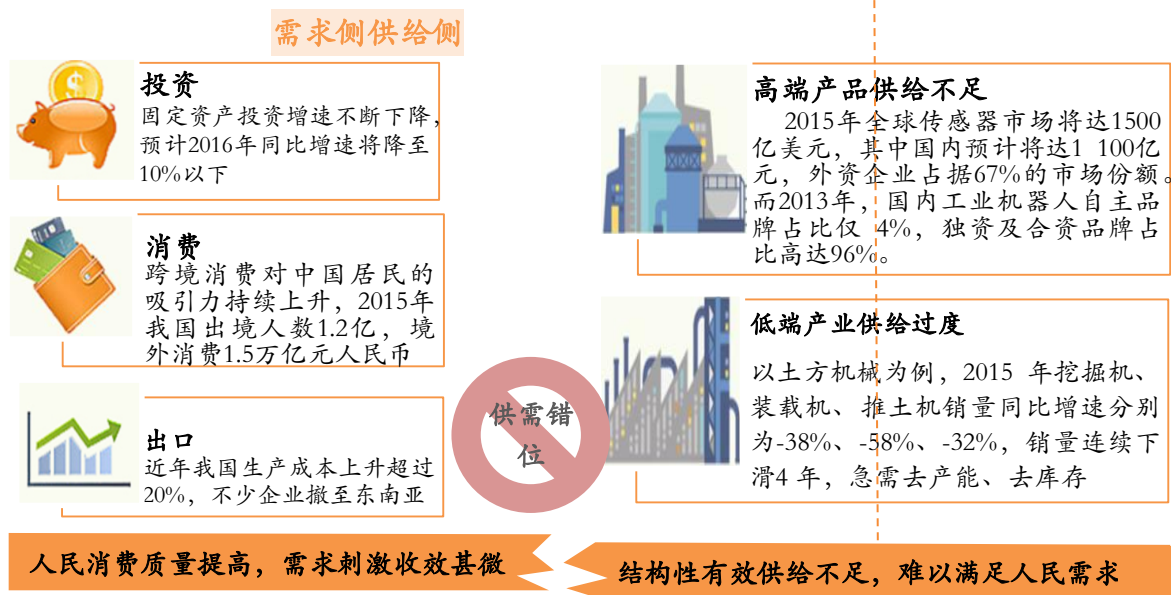 需求侧供给侧
投资
固定资产投资增速不断下降，
预计2016年同比增速将降至
10%以下
消费
跨境消费对中国居民的
吸引力持续上升，2015年
我国出境人数1.2亿，境
外消费1.5万亿元人民币
出口
近年我国生产成本上升超过
20%，不少企业撤至东南亚
人民消费质量提高，需求刺激收效甚微
供需错
位
高端产品供给不足
2015年全球传感器市场将达1500
亿美元，其中国内预计将达1 100亿
元，外资企业占据67%的市场份额。
而2013年，国内工业机器人自主品
牌占比仅 4%，独资及合资品牌占
比高达96%。
低端产业供给过度
以土方机械为例，2015 年挖掘机、
装载机、推土机销量同比增速分别
为-38%、-58%、-32%，销量连续下
滑4 年，急需去产能、去库存
结构性有效供给不足，难以满足人民需求